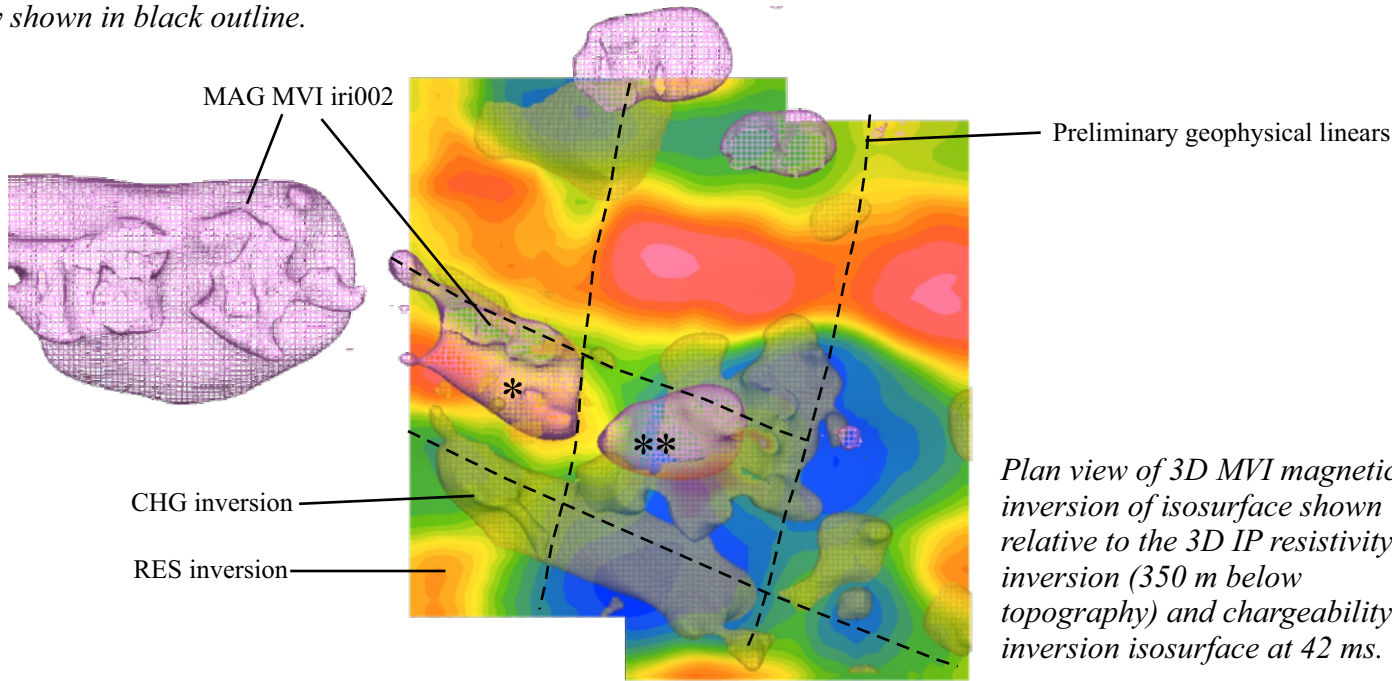 shown in black outline.
MAG MVI iri002
Preliminary geophysical linears
*
**
CHG inversion
RES inversion
Plan view of 3D MVI magnetic
inversion of isosurface shown
relative to the 3D IP resistivity
inversion (350 m below
topography) and chargeability
inversion isosurface at 42 ms.